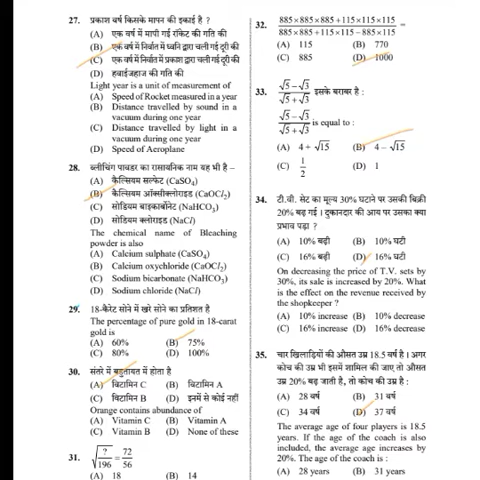 27. प्रकाश वर्ष किसके मापन की इकाई है ?
(A) एक वर्ष में मापी गई रॉकेट की गति की
(B) एक वर्ष में निर्वात में ध्वनि द्वारा चली गई दूरी की
(C) एक वर्ष में निर्वात में प्रकाश द्वारा चली गई दूरी की
(D) हवाईजहाज की गति की
Light year is a unit of measurement of
(A) Speed of Rocket measured in a year
(B) Distance travelled by sound in a
vacuum during one year
(C) Distance travelled by light in a
vacuum during one year
(D) Speed of Aeroplane
28. ब्लीचिंग पाउडर का रासायनिक नाम यह भी है –
(A) कैल्सियम सल्फेट (CaSO4)
(B) कैल्सियम ऑक्सीक्लोराइड (CaOCl2)
(C) सोडियम बाइकार्बोनेट (NaHCO3)
(D) सोडियम क्लोराइड (NaCl)
The chemical name of Bleaching
powder is also
(A) Calcium sulphate (CaSO4)
(B) Calcium oxychloride (CaOCl2)
(C) Sodium bicarbonate (NaHCO3)
(D) Sodium chloride (NaCl)
29. 18-कैरेट सोने में खरे सोने का प्रतिशत है
The percentage of pure gold in 18-carat
gold is
(A) 60% (B) 75%
(C) 80% (D) 100%
30. संतरे में बहुतायत में होता है
(A) विटामिन C (B) विटामिन A
(C) विटामिन B (D) इनमें से कोई नहीं
Orange contains abundance of
(A) Vitamin C (B) Vitamin A
(C) Vitamin B (D) None of these
31. √(?/196) = 72/56
(A) 18 (B) 14
32. (885×885×885+115×115×115)/(885×885+115×115–885×115) =
(A) 115 (B) 770
(C) 885 (D) 1000
33. (√5–√3)/(√5+√3) इसके बराबर है :
(√5–√3)/(√5+√3) is equal to :
(A) 4+√15 (B) 4–√15
(C) 1/2 (D) 1
34. टी.वी. सेट का मूल्य 30% घटाने पर उसकी बिक्री
20% बढ़ गई । दुकानदार की आय पर उसका क्या
प्रभाव पड़ा ?
(A) 10% बढ़ी (B) 10% घटी
(C) 16% बढ़ी (D) 16% घटी
On decreasing the price of T.V. sets by
30%, its sale is increased by 20%. What
is the effect on the revenue received by
the shopkeeper ?
(A) 10% increase (B) 10% decrease
(C) 16% increase (D) 16% decrease
35. चार खिलाड़ियों की औसत उम्र 18.5 वर्ष है । अगर
कोच की उम्र भी इसमें शामिल की जाए तो औसत
उम्र 20% बढ़ जाती है, तो कोच की उम्र है :
(A) 28 वर्ष (B) 31 वर्ष
(C) 34 वर्ष (D) 37 वर्ष
The average age of four players is 18.5
years. If the age of the coach is also
included, the average age increases by
20%. The age of the coach is :
(A) 28 years (B) 31 years